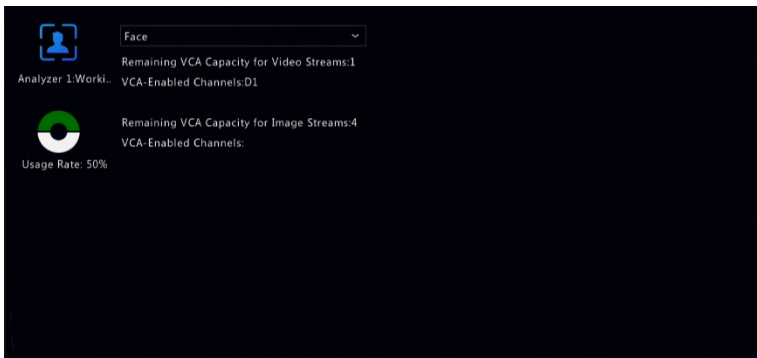 Face
Remaining VCA Capacity for Video Streams:1
Analyzer 1:Worki..
VCA-Enabled Channels:D1
Remaining VCA Capacity for Image Streams:4
VCA-Enabled Channels:
Usage Rate: 50%